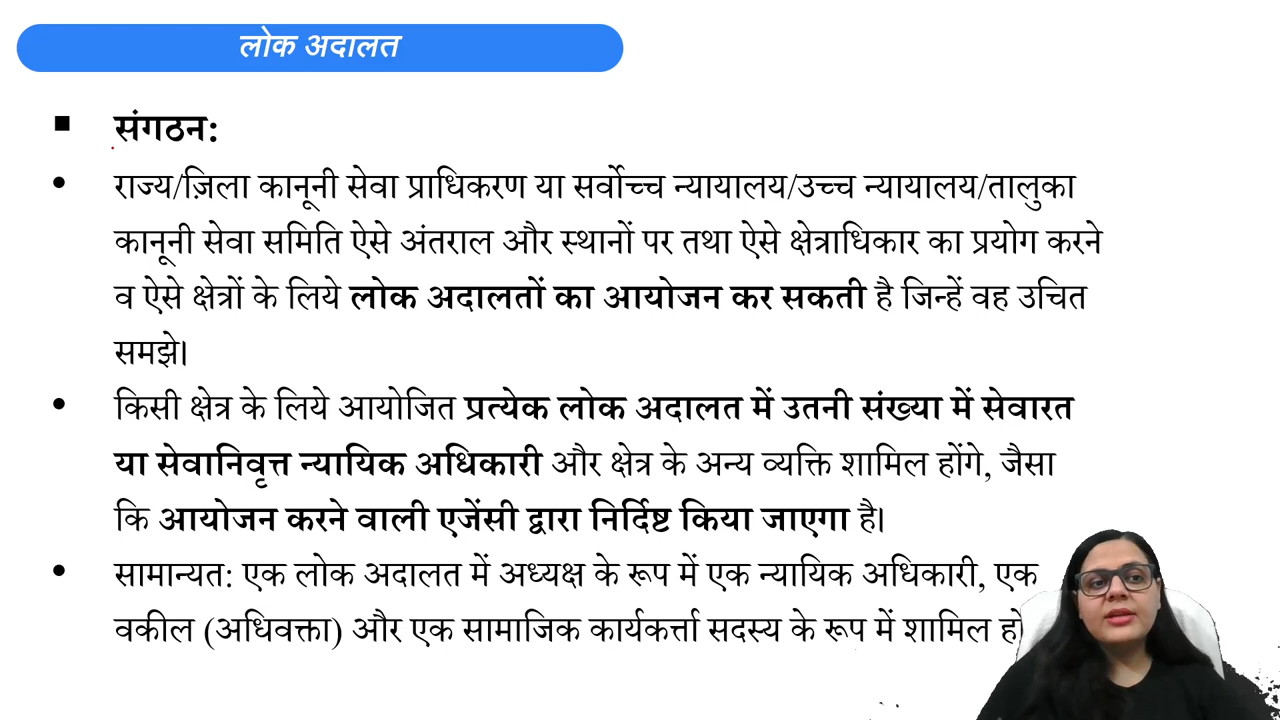 लोक अदालत
▪ संगठन:
• राज्य/ज़िला कानूनी सेवा प्राधिकरण या सर्वोच्च न्यायालय/उच्च न्यायालय/तालुका
कानूनी सेवा समिति ऐसे अंतराल और स्थानों पर तथा ऐसे क्षेत्राधिकार का प्रयोग करने
व ऐसे क्षेत्रों के लिये लोक अदालतों का आयोजन कर सकती है जिन्हें वह उचित
समझे।
• किसी क्षेत्र के लिये आयोजित प्रत्येक लोक अदालत में उतनी संख्या में सेवारत
या सेवानिवृत्त न्यायिक अधिकारी और क्षेत्र के अन्य व्यक्ति शामिल होंगे, जैसा
कि आयोजन करने वाली एजेंसी द्वारा निर्दिष्ट किया जाएगा है।
• सामान्यत: एक लोक अदालत में अध्यक्ष के रूप में एक न्यायिक अधिकारी, एक
वकील (अधिवक्ता) और एक सामाजिक कार्यकर्त्ता सदस्य के रूप में शामिल